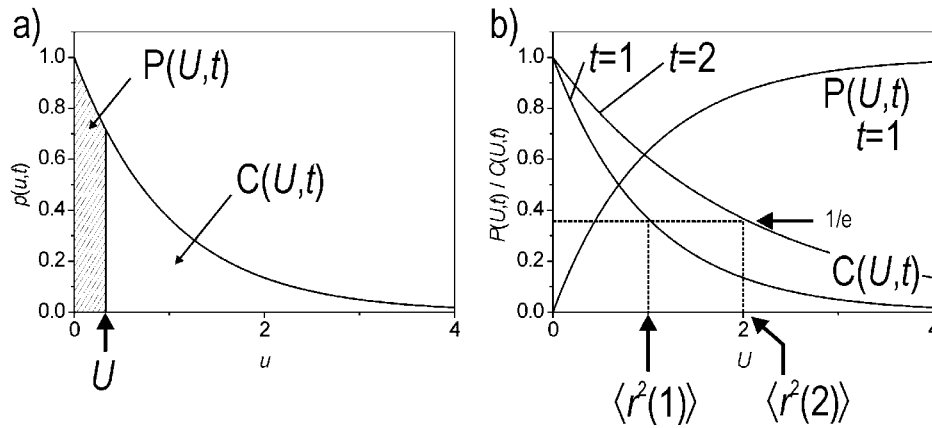 a)
1.0
0.8
0.6
0.4
0.2
0.0
p(u,t)
P(U,t)
C(U,t)
0
2
4
U
u
b)
1.0
0.8
0.6
0.4
0.2
0.0
P(U,t) / C(U,t)
t=1
t=2
P(U,t)
t=1
1/e
C(U,t)
0
2
4
U
⟨r²(1)⟩
⟨r²(2)⟩